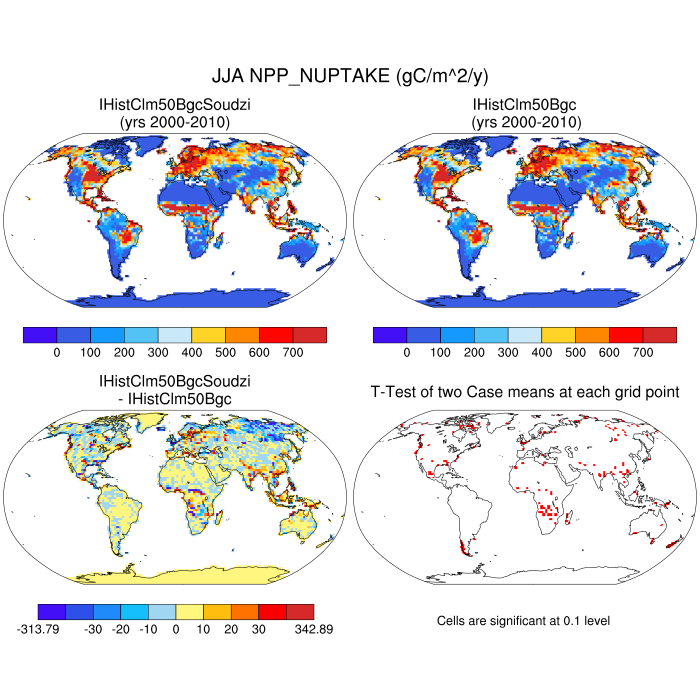 JJA NPP_NUPTAKE (gC/m^2/y)
IHistClm50BgcSoudzi
(yrs 2000-2010)
IHistClm50Bgc
(yrs 2000-2010)
0 100 200 300 400 500 600 700
0 100 200 300 400 500 600 700
IHistClm50BgcSoudzi
- IHistClm50Bgc
T-Test of two Case means at each grid point
-313.79 -30 -20 -10 0 10 20 30 342.89
Cells are significant at 0.1 level